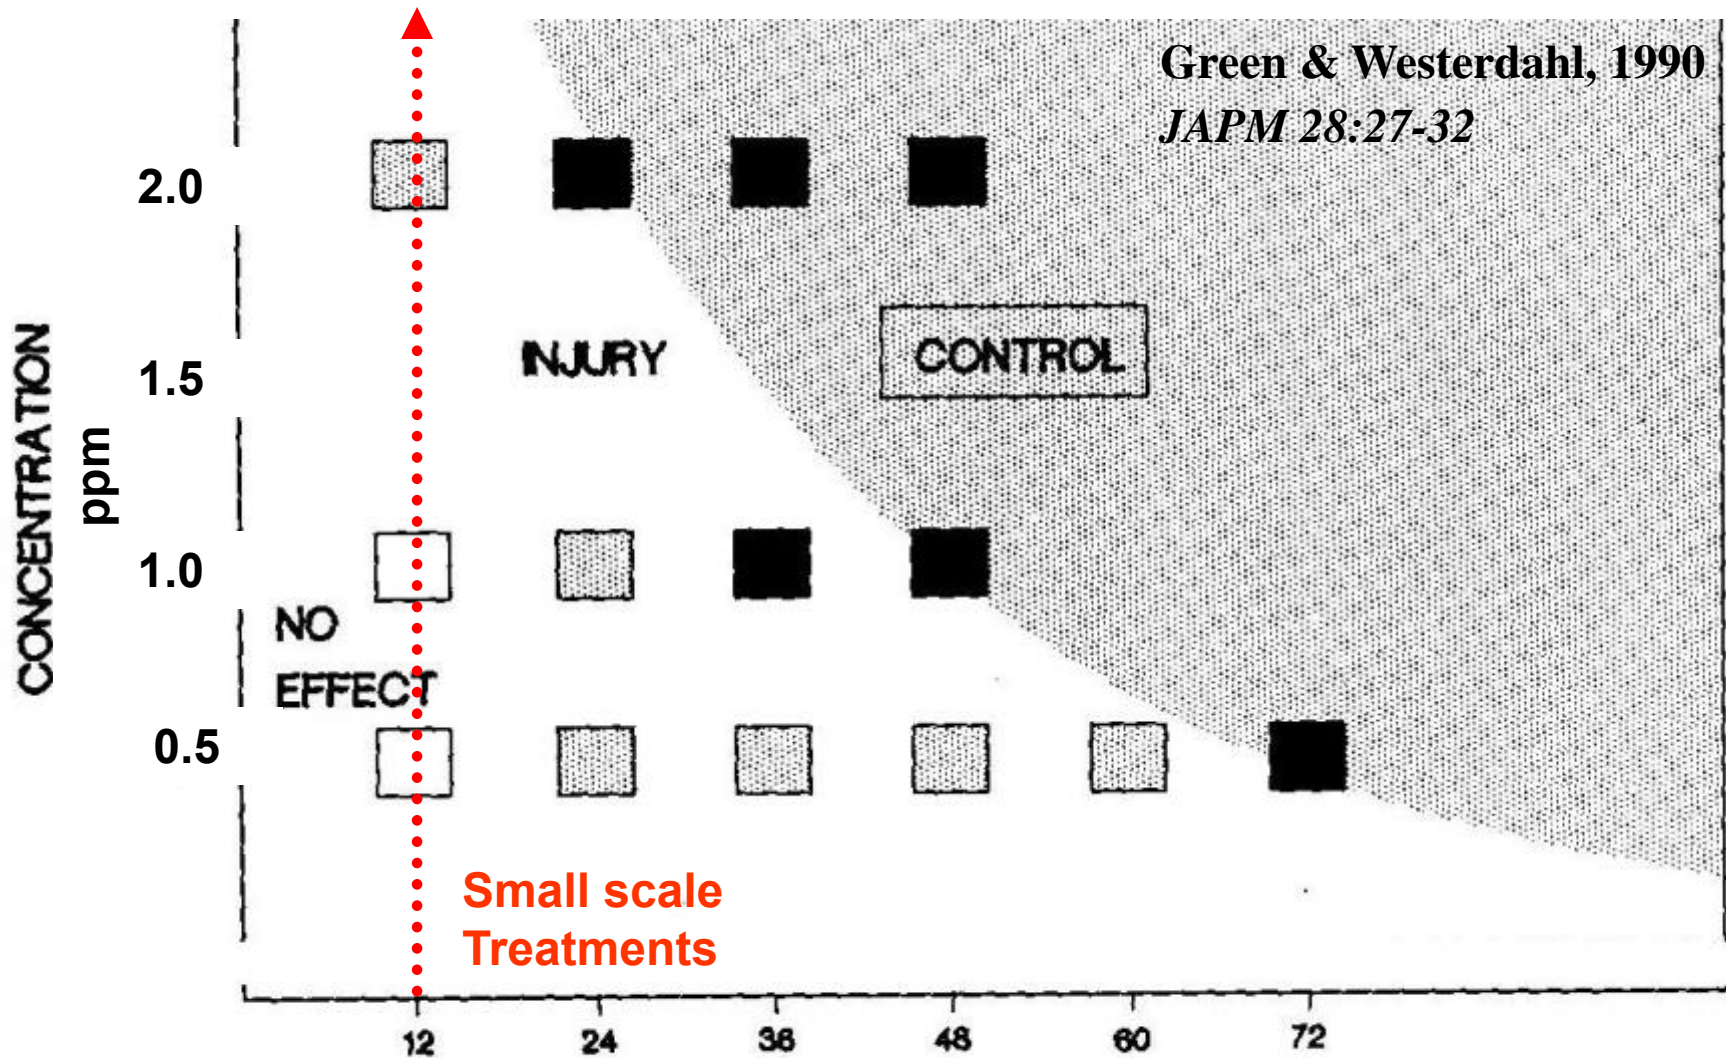 Green & Westerdahl, 1990
JAPM 28:27-32
CONCENTRATION
ppm
2.0
1.5
1.0
0.5
INJURY
CONTROL
NO
EFFECT
Small scale
Treatments
12 24 36 48 60 72